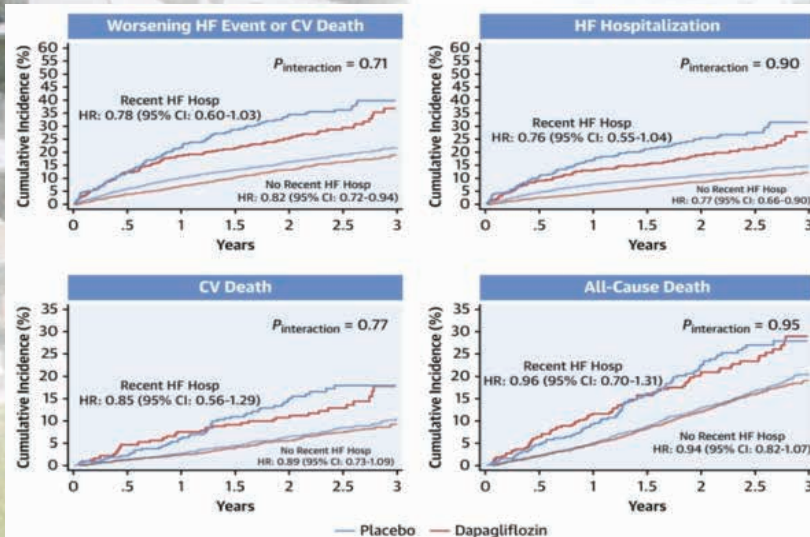 Worsening HF Event or CV Death
Cumulative Incidence (%)
60
55
50
45
40
35
30
25
20
15
10
5
0
Pinteraction = 0.71
Recent HF Hosp
HR: 0.78 (95% CI: 0.60-1.03)
No Recent HF Hosp
HR: 0.82 (95% CI: 0.72-0.94)
0 .5 1 1.5 2 2.5 3
Years
HF Hospitalization
Cumulative Incidence (%)
60
55
50
45
40
35
30
25
20
15
10
5
0
Pinteraction = 0.90
Recent HF Hosp
HR: 0.76 (95% CI: 0.55-1.04)
No Recent HF Hosp
HR: 0.77 (95% CI: 0.66-0.90)
0 .5 1 1.5 2 2.5 3
Years
CV Death
Cumulative Incidence (%)
35
30
25
20
15
10
5
0
Pinteraction = 0.77
Recent HF Hosp
HR: 0.85 (95% CI: 0.56-1.29)
No Recent HF Hosp
HR: 0.89 (95% CI: 0.73-1.09)
0 .5 1 1.5 2 2.5 3
Years
All-Cause Death
Cumulative Incidence (%)
35
30
25
20
15
10
5
0
Pinteraction = 0.95
Recent HF Hosp
HR: 0.96 (95% CI: 0.70-1.31)
No Recent HF Hosp
HR: 0.94 (95% CI: 0.82-1.07)
0 .5 1 1.5 2 2.5 3
Years
Placebo Dapagliflozin